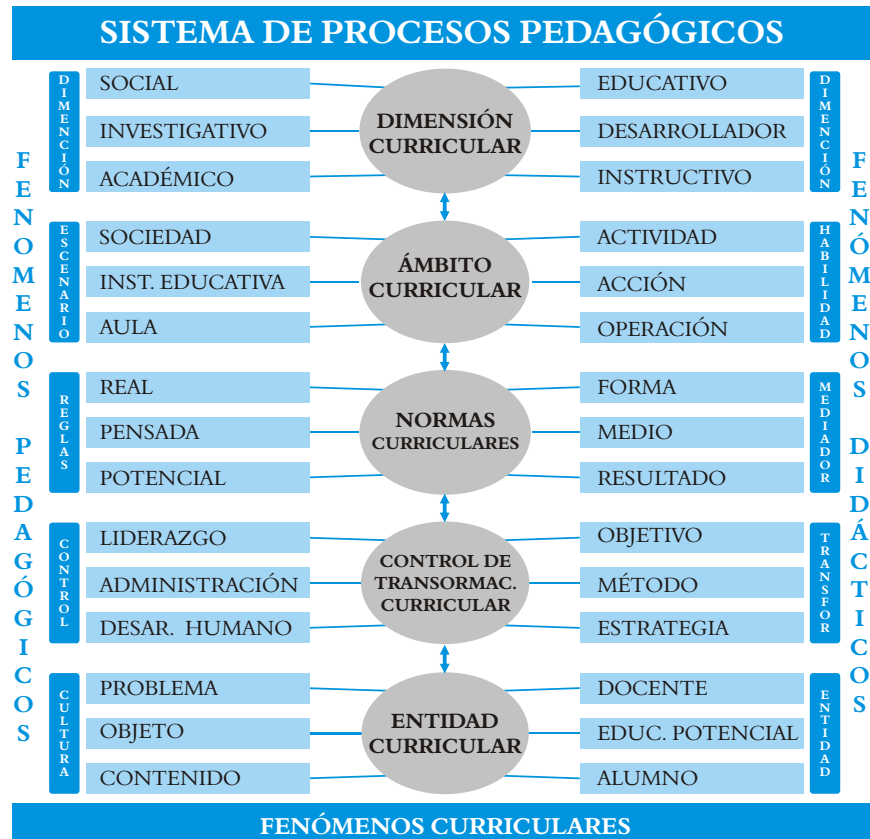 SISTEMA DE PROCESOS PEDAGÓGICOS
FENOMENOS PEDAGÓGICOS
DIMENCIÓN
SOCIAL
INVESTIGATIVO
ACADÉMICO
DIMENSIÓN
CURRICULAR
EDUCATIVO
DESARROLLADOR
INSTRUCTIVO
DIMENCIÓN
ESCENARIO
SOCIEDAD
INST. EDUCATIVA
AULA
ÁMBITO
CURRICULAR
ACTIVIDAD
ACCIÓN
OPERACIÓN
HABILIDAD
REGLAS
REAL
PENSADA
POTENCIAL
NORMAS
CURRICULARES
FORMA
MEDIO
RESULTADO
MEDIADOR
CONTROL
LIDERAZGO
ADMINISTRACIÓN
DESAR. HUMANO
CONTROL DE
TRANSORMAC.
CURRICULAR
OBJETIVO
MÉTODO
ESTRATEGIA
TRANSFOR
CULTURA
PROBLEMA
OBJETO
CONTENIDO
ENTIDAD
CURRICULAR
DOCENTE
EDUC. POTENCIAL
ALUMNO
ENTIDAD
FENÓMENOS DIDÁCTICOS
FENÓMENOS CURRICULARES